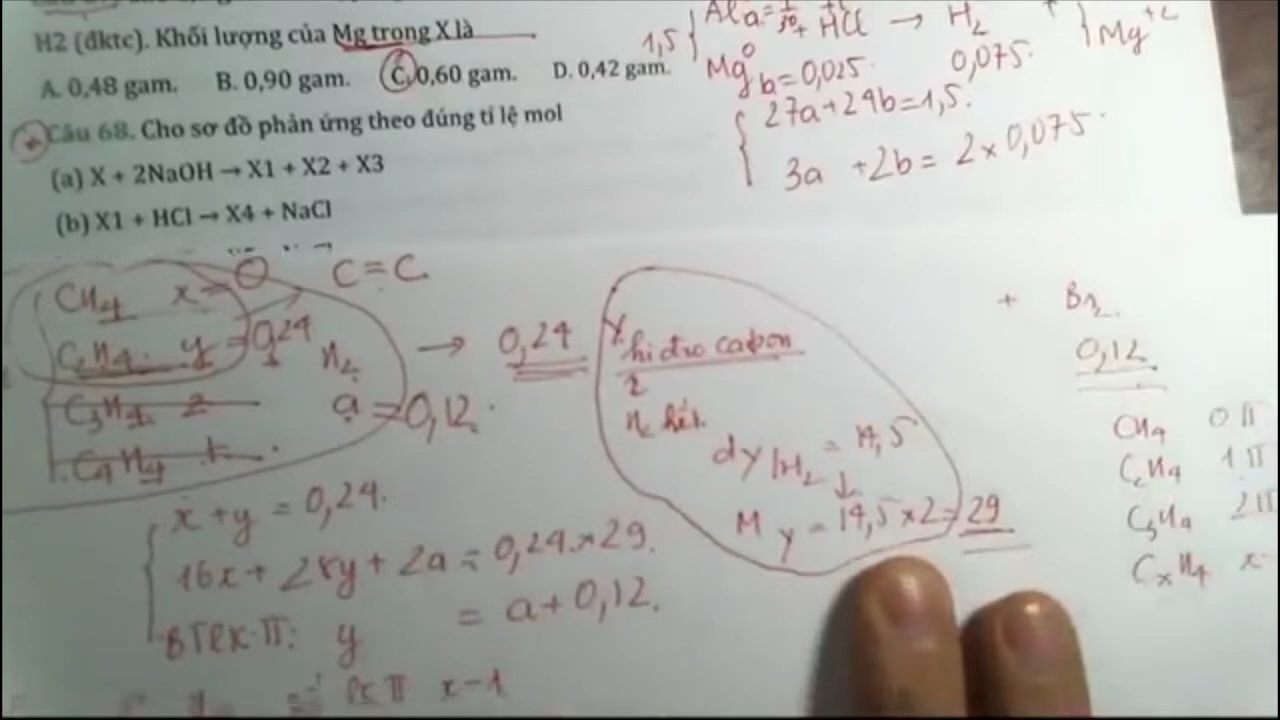 H2 (đktc). Khối lượng của Mg trong X là
A. 0,48 gam. B. 0,90 gam. C. 0,60 gam. D. 0,42 gam.
Câu 68. Cho sơ đồ phản ứng theo đúng tỉ lệ mol
(a) X + 2NaOH → X1 + X2 + X3
(b) X1 + HCl → X4 + NaCl
HCl → H2
1,5
Mg⁰ b = 0,025. 0,075.
Mg⁺²
27a + 24b = 1,5.
3a + 2b = 2 × 0,075.
CH4 x = 0 C = C
C2H4. y = 0,24 H2
C3H4 z a = 0,12.
C4H4 t.
→ 0,24 Y hiđro cacbon
H2 hết.
dY/H2 = 14,5
M Y = 14,5 × 2 = 29
+ Br2.
0,12
CH4 0 π
C2H4 1 π
C3H4 2 π
CxH4 x-
x + y = 0,24.
16x + 28y + 2a = 0,24 × 29.
BTLK π: y = a + 0,12.
LK π x - 1